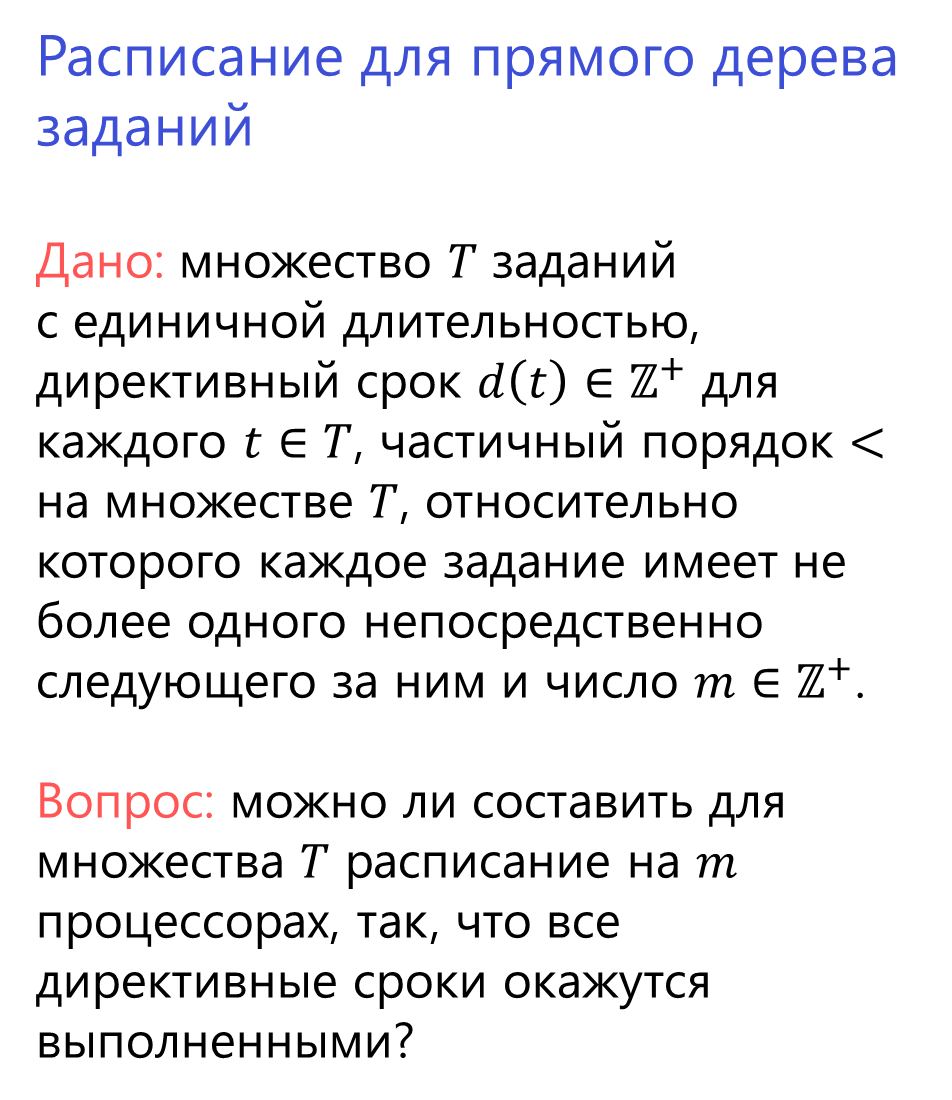 Расписание для прямого дерева
заданий
Дано: множество T заданий
с единичной длительностью,
директивный срок d(t) ∈ ℤ⁺ для
каждого t ∈ T, частичный порядок <
на множестве T, относительно
которого каждое задание имеет не
более одного непосредственно
следующего за ним и число m ∈ ℤ⁺.
Вопрос: можно ли составить для
множества T расписание на m
процессорах, так, что все
директивные сроки окажутся
выполненными?